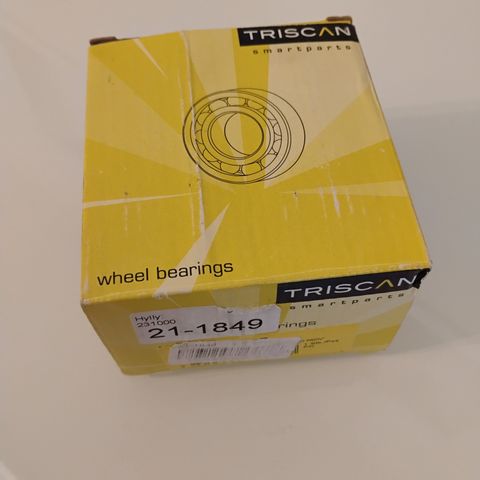 TRISCAN
smartparts
wheel bearings
TRISCAN
smartparts
Hylly
231000
21-1849
rings